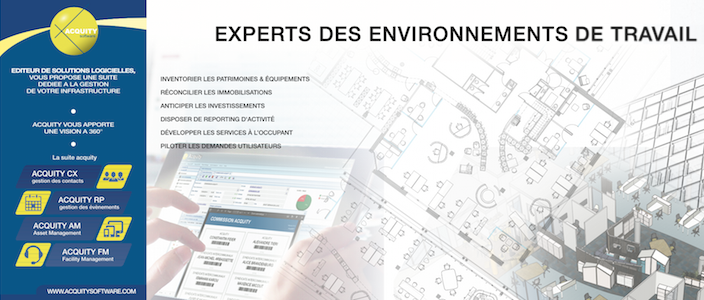 ACQUITY
EXPERTS DES ENVIRONNEMENTS DE TRAVAIL
EDITEUR DE SOLUTIONS LOGICIELLES,
VOUS PROPOSE UNE SUITE
DEDIEE A LA GESTION
DE VOTRE INFRASTRUCTURE
ACQUITY VOUS APPORTE
UNE VISION A 360°
La suite acquity
ACQUITY CX
gestion des contacts
ACQUITY RP
gestion des évènements
ACQUITY AM
Asset Management
ACQUITY FM
Facility Management
WWW.ACQUITYSOFTWARE.COM
INVENTORIER LES PATRIMOINES & ÉQUIPEMENTS
RÉCONCILIER LES IMMOBILISATIONS
ANTICIPER LES INVESTISSEMENTS
DISPOSER DE REPORTING D'ACTIVITÉ
DÉVELOPPER LES SERVICES À L'OCCUPANT
PILOTER LES DEMANDES UTILISATEURS
COMMISSION ACQUITY